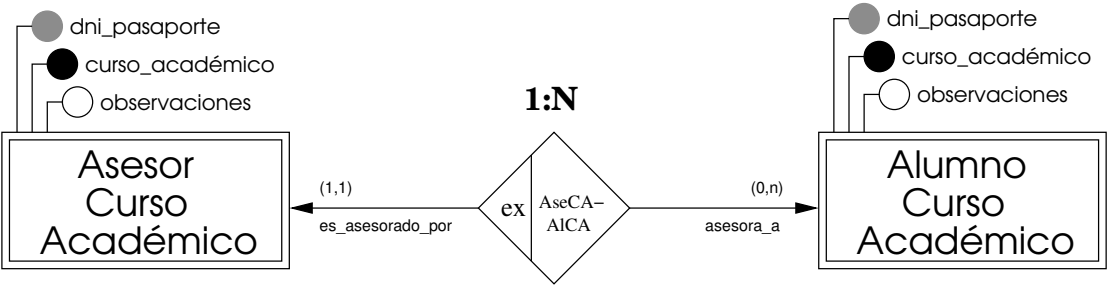 dni_pasaporte
curso_académico
observaciones
Asesor
Curso
Académico
1:N
(1,1)
es_asesorado_por
ex
AseCA–
AlCA
(0,n)
asesora_a
dni_pasaporte
curso_académico
observaciones
Alumno
Curso
Académico